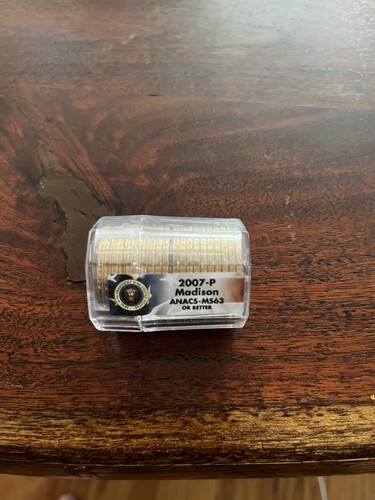 2007-P
Madison
ANACS-MS63
OR BETTER